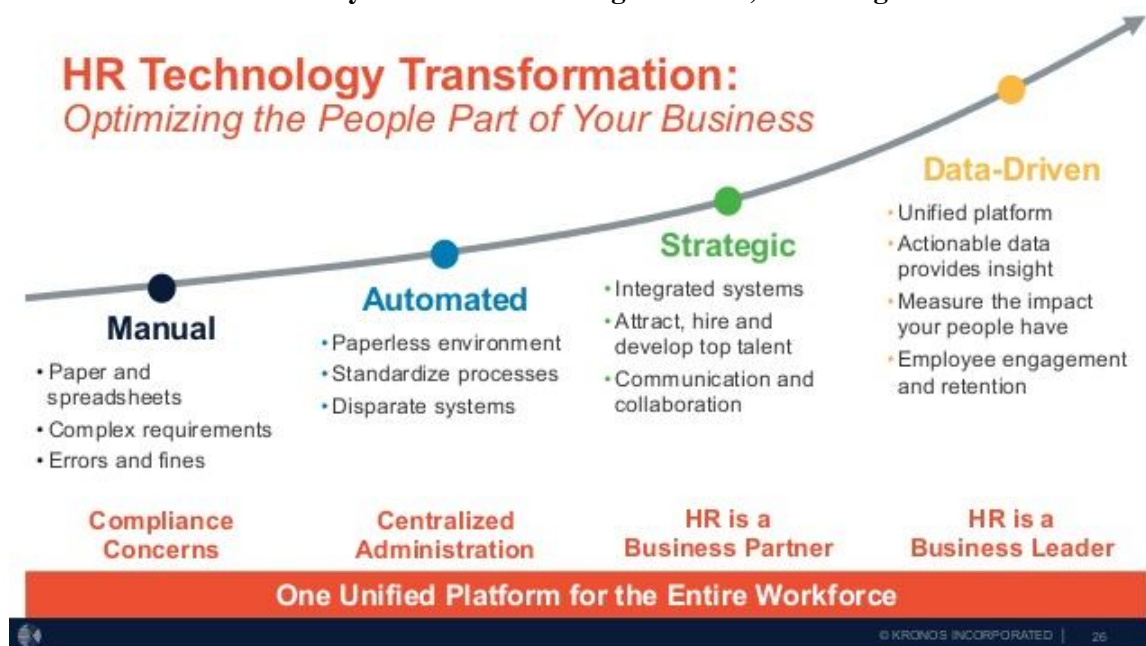 HR Technology Transformation:
Optimizing the People Part of Your Business
Manual
• Paper and
spreadsheets
• Complex requirements
• Errors and fines
Compliance
Concerns
Automated
• Paperless environment
• Standardize processes
• Disparate systems
Centralized
Administration
Strategic
• Integrated systems
• Attract, hire and
develop top talent
• Communication and
collaboration
HR is a
Business Partner
Data-Driven
• Unified platform
• Actionable data
provides insight
• Measure the impact
your people have
• Employee engagement
and retention
HR is a
Business Leader
One Unified Platform for the Entire Workforce
© KRONOS INCORPORATED | 26